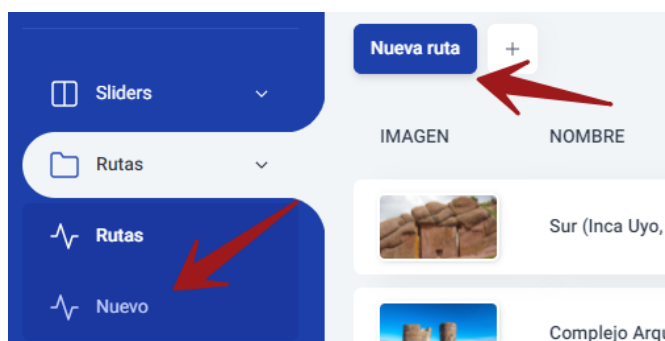 Sliders
Rutas
Rutas
Nuevo
Nueva ruta +
IMAGEN NOMBRE
Sur (Inca Uyo,
Complejo Arqu